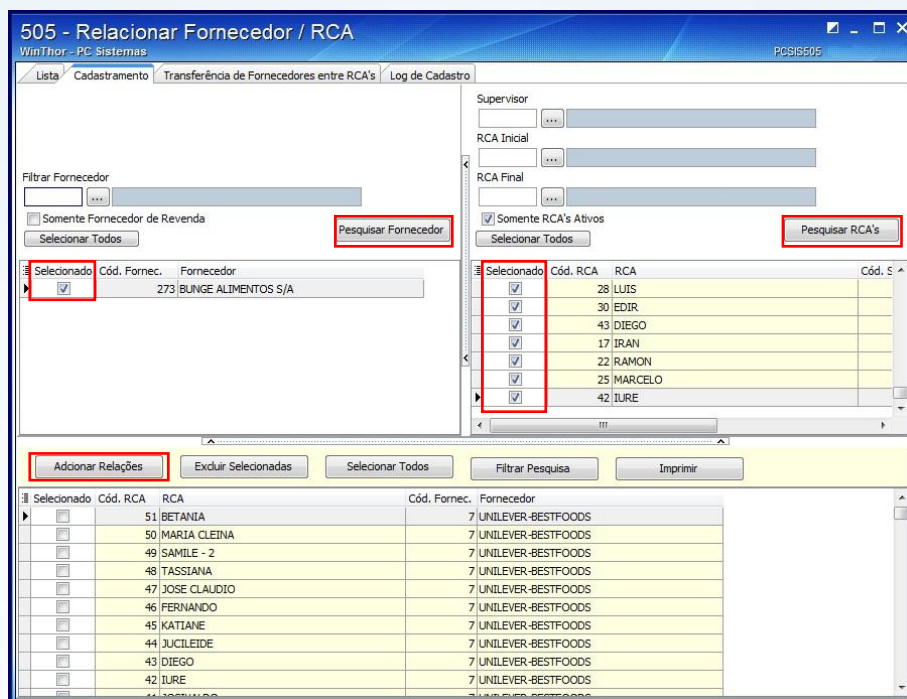 505 - Relacionar Fornecedor / RCA
WinThor - PC Sistemas
PCSIS505
Lista Cadastramento Transferência de Fornecedores entre RCA's Log de Cadastro
Supervisor
...
RCA Inicial
...
Filtrar Fornecedor
RCA Final
... ...
Somente Fornecedor de Revenda
Somente RCA's Ativos
Selecionar Todos
Pesquisar Fornecedor
Selecionar Todos
Pesquisar RCA's
Selecionado Cód. Fornec. Fornecedor
273 BUNGE ALIMENTOS S/A
Selecionado Cód. RCA RCA Cód. S
28 LUIS
30 EDIR
43 DIEGO
17 IRAN
22 RAMON
25 MARCELO
42 IURE
Adcionar Relações Excluir Selecionadas Selecionar Todos Filtrar Pesquisa Imprimir
Selecionado Cód. RCA RCA Cód. Fornec. Fornecedor
51 BETANIA 7 UNILEVER-BESTFOODS
50 MARIA CLEINA 7 UNILEVER-BESTFOODS
49 SAMILE - 2 7 UNILEVER-BESTFOODS
48 TASSIANA 7 UNILEVER-BESTFOODS
47 JOSE CLAUDIO 7 UNILEVER-BESTFOODS
46 FERNANDO 7 UNILEVER-BESTFOODS
45 KATIANE 7 UNILEVER-BESTFOODS
44 JUCILEIDE 7 UNILEVER-BESTFOODS
43 DIEGO 7 UNILEVER-BESTFOODS
42 IURE 7 UNILEVER-BESTFOODS